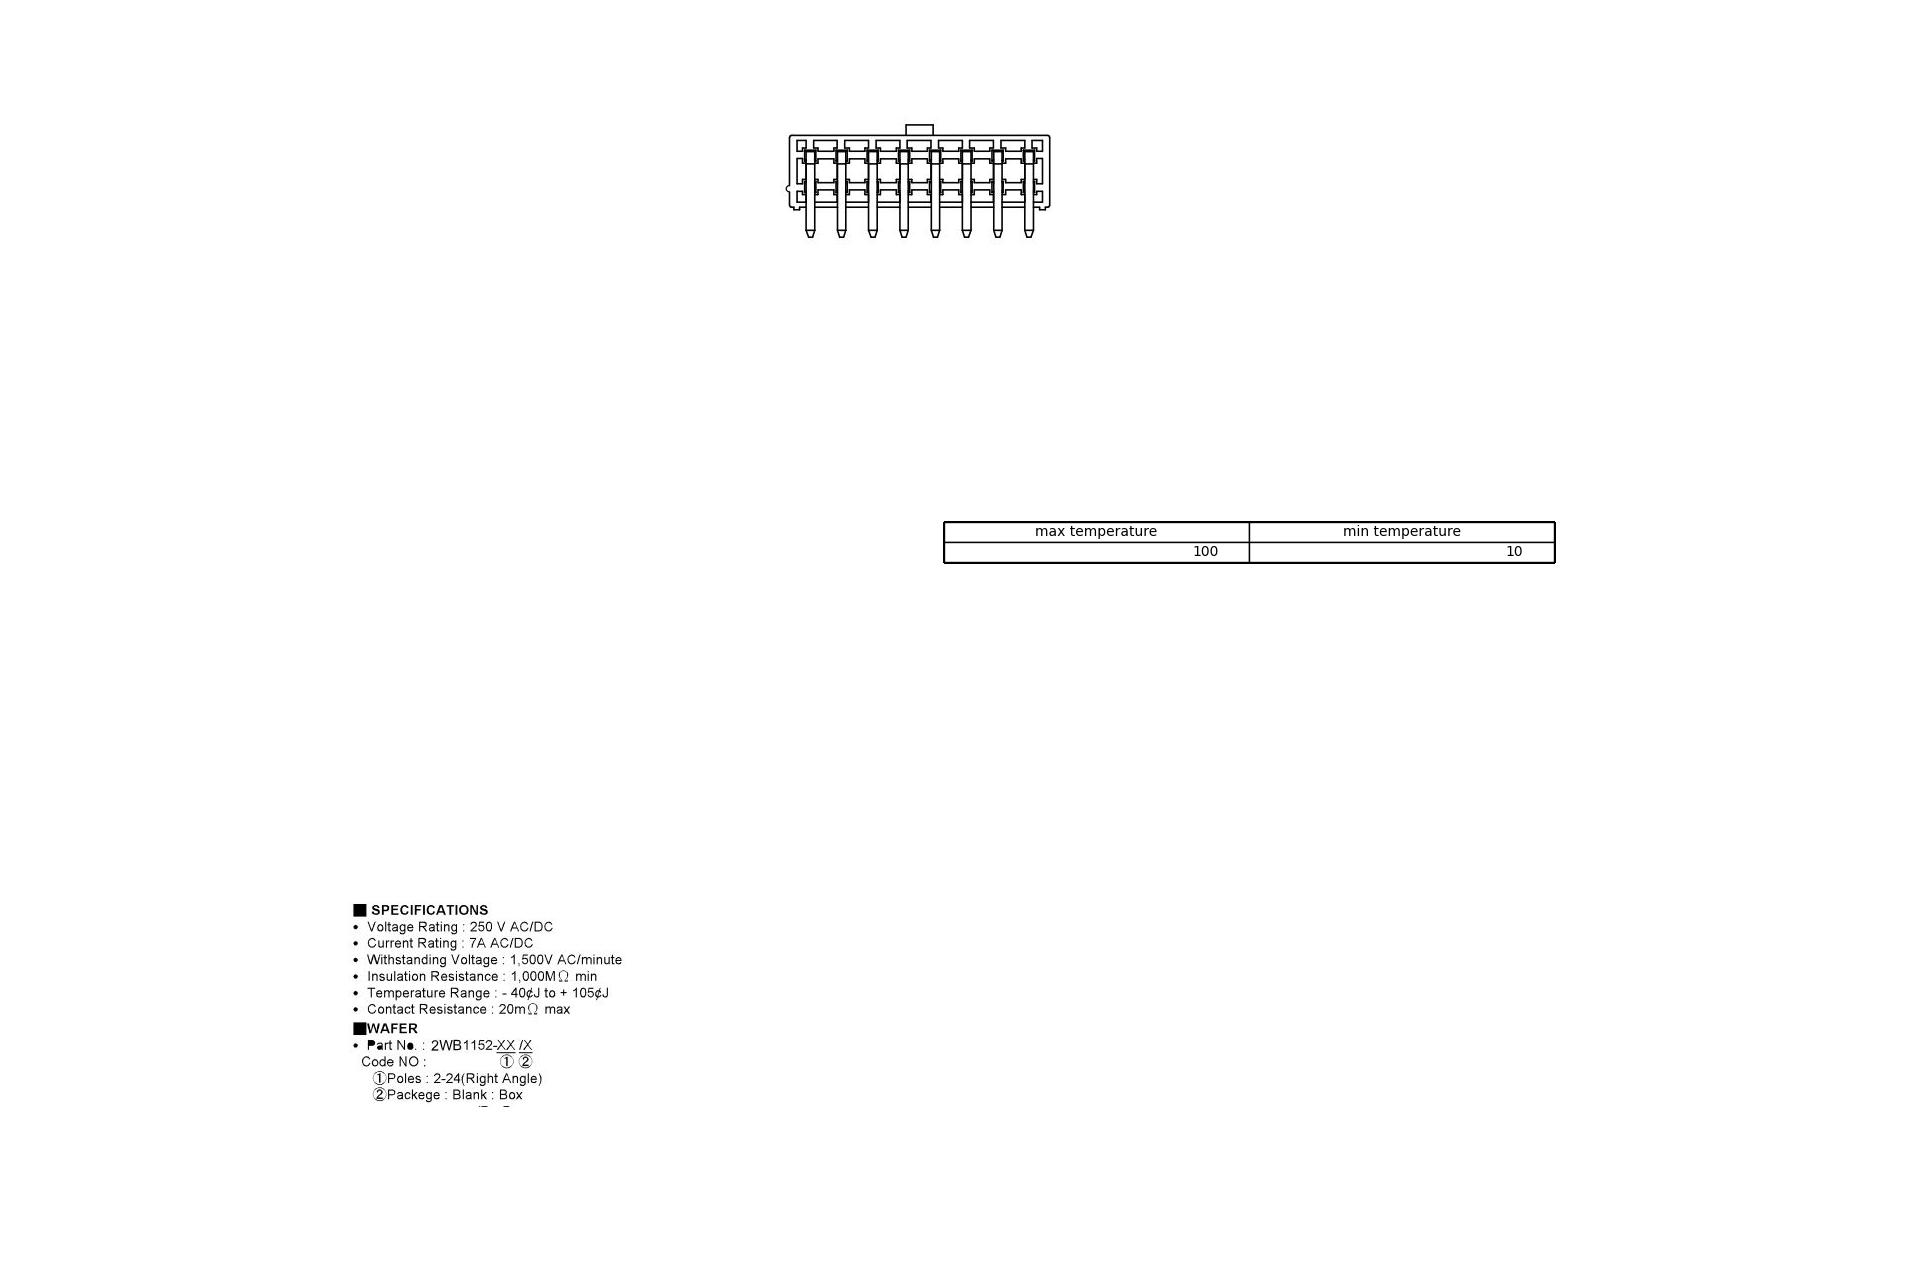 max temperature min temperature
100 10
■ SPECIFICATIONS
• Voltage Rating : 250 V AC/DC
• Current Rating : 7A AC/DC
• Withstanding Voltage : 1,500V AC/minute
• Insulation Resistance : 1,000MΩ min
• Temperature Range : - 40¢J to + 105¢J
• Contact Resistance : 20mΩ max
■WAFER
• Part No. : 2WB1152-XX /X
Code NO : ① ②
①Poles : 2-24(Right Angle)
②Packege : Blank : Box